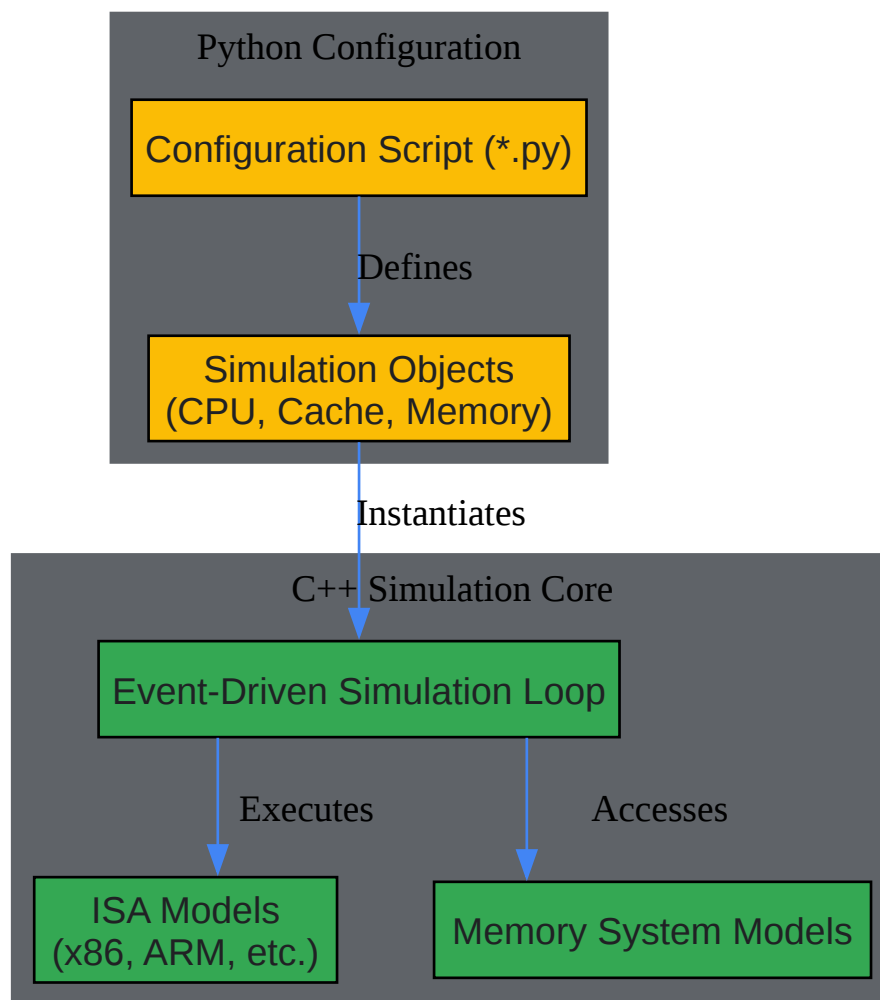 Python Configuration
Configuration Script (*.py)
Defines
Simulation Objects
(CPU, Cache, Memory)
Instantiates
C++ Simulation Core
Event-Driven Simulation Loop
Executes
Accesses
ISA Models
(x86, ARM, etc.)
Memory System Models